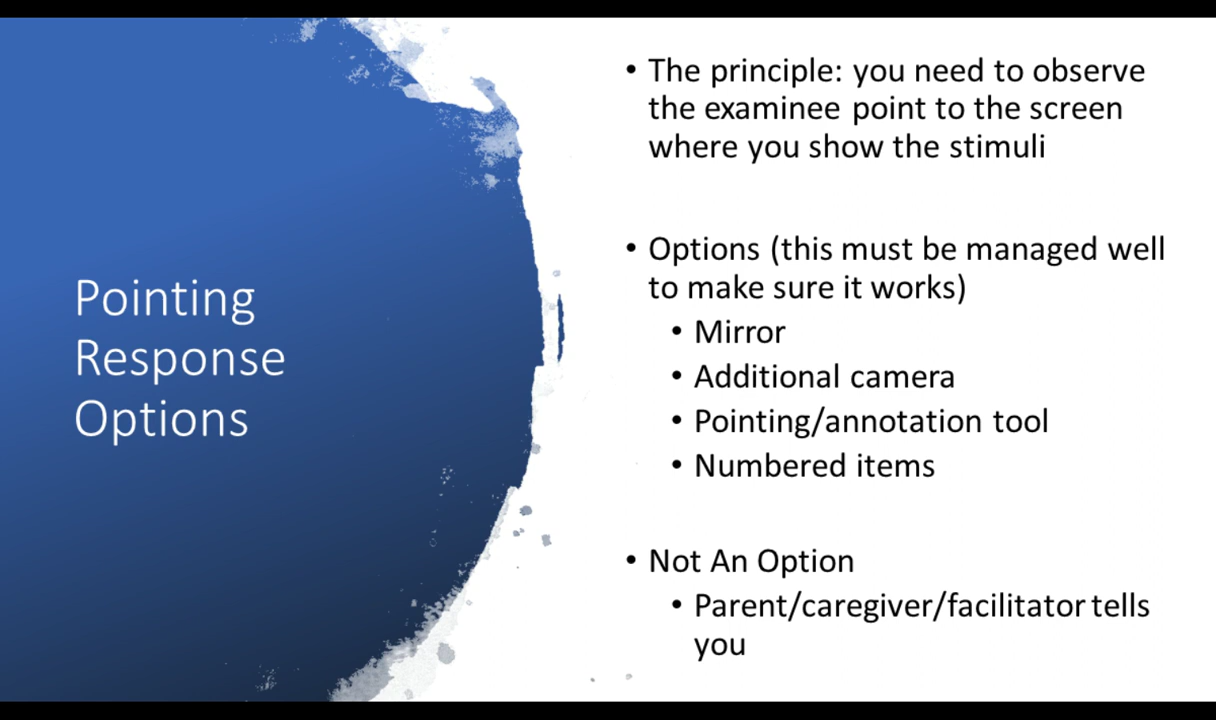 Pointing
Response
Options
• The principle: you need to observe
the examinee point to the screen
where you show the stimuli
• Options (this must be managed well
to make sure it works)
• Mirror
• Additional camera
• Pointing/annotation tool
• Numbered items
• Not An Option
• Parent/caregiver/facilitator tells
you